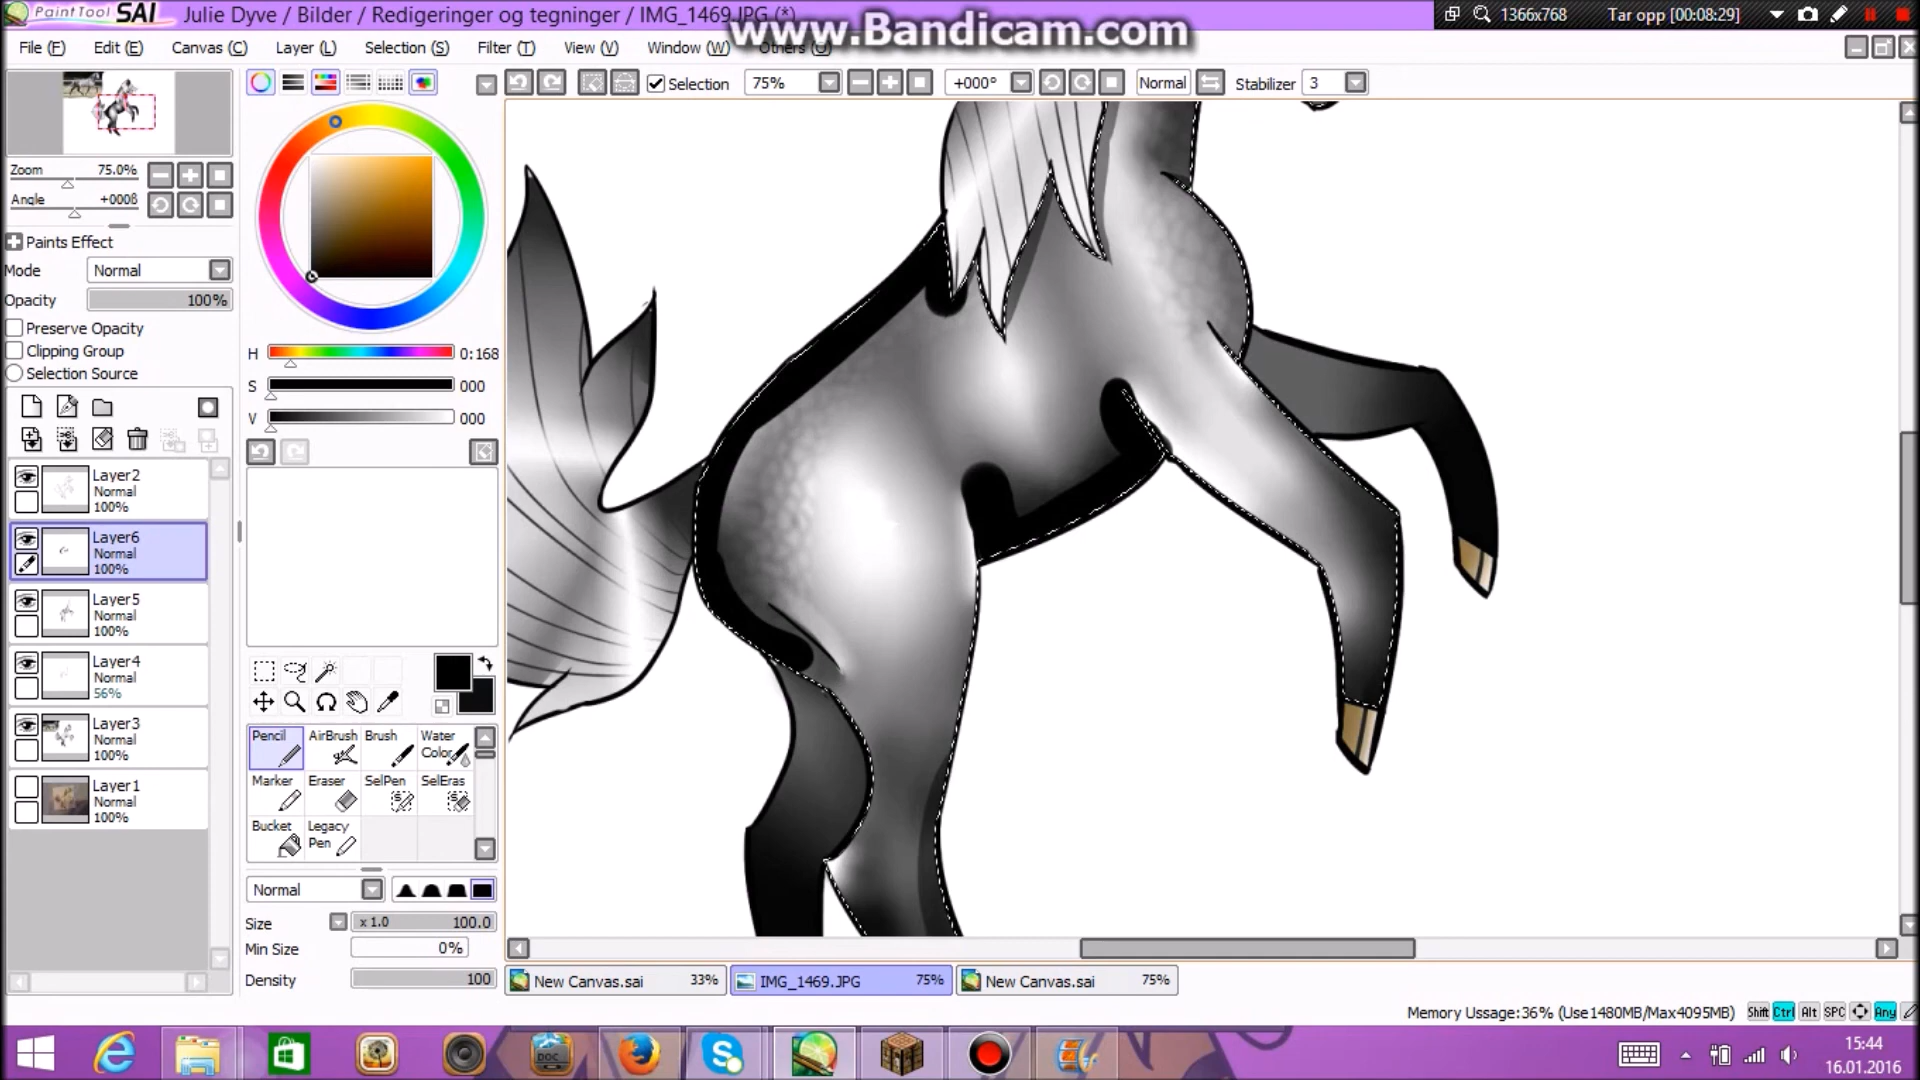 PaintTool SAI Julie Dyve / Bilder / Redigeringer og tegninger / IMG_1469.JPG (*)
www.Bandicam.com
1366x768 Tar opp [00:08:29]
File (F) Edit (E) Canvas (C) Layer (L) Selection (S) Filter (T) View (V) Window (W) Others (O)
Selection 75% +000° Normal Stabilizer 3
Zoom 75.0%
Angle +000ß
Paints Effect
Mode Normal
Opacity 100%
Preserve Opacity
Clipping Group
Selection Source
H 0:168
S 000
V 000
Layer2
Normal
100%
Layer6
Normal
100%
Layer5
Normal
100%
Layer4
Normal
56%
Layer3
Normal
100%
Layer1
Normal
100%
Pencil AirBrush Brush Water Color
Marker Eraser SelPen SelEras
Bucket Legacy Pen
Normal
Size x 1.0 100.0
Min Size 0%
Density 100
New Canvas.sai 33% IMG_1469.JPG 75% New Canvas.sai 75%
Memory Ussage:36% (Use1480MB/Max4095MB) Shift Ctrl Alt SPC Any
DOC
15:44
16.01.2016